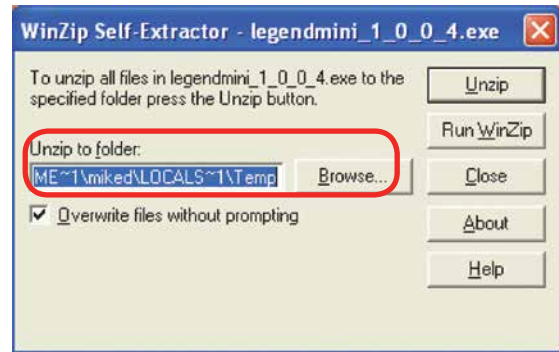 WinZip Self-Extractor - legendmini_1_0_0_4.exe
To unzip all files in legendmini_1_0_0_4.exe to the
specified folder press the Unzip button.
Unzip to folder:
ME~1\miked\LOCALS~1\Temp
Browse...
Overwrite files without prompting
Unzip
Run WinZip
Close
About
Help